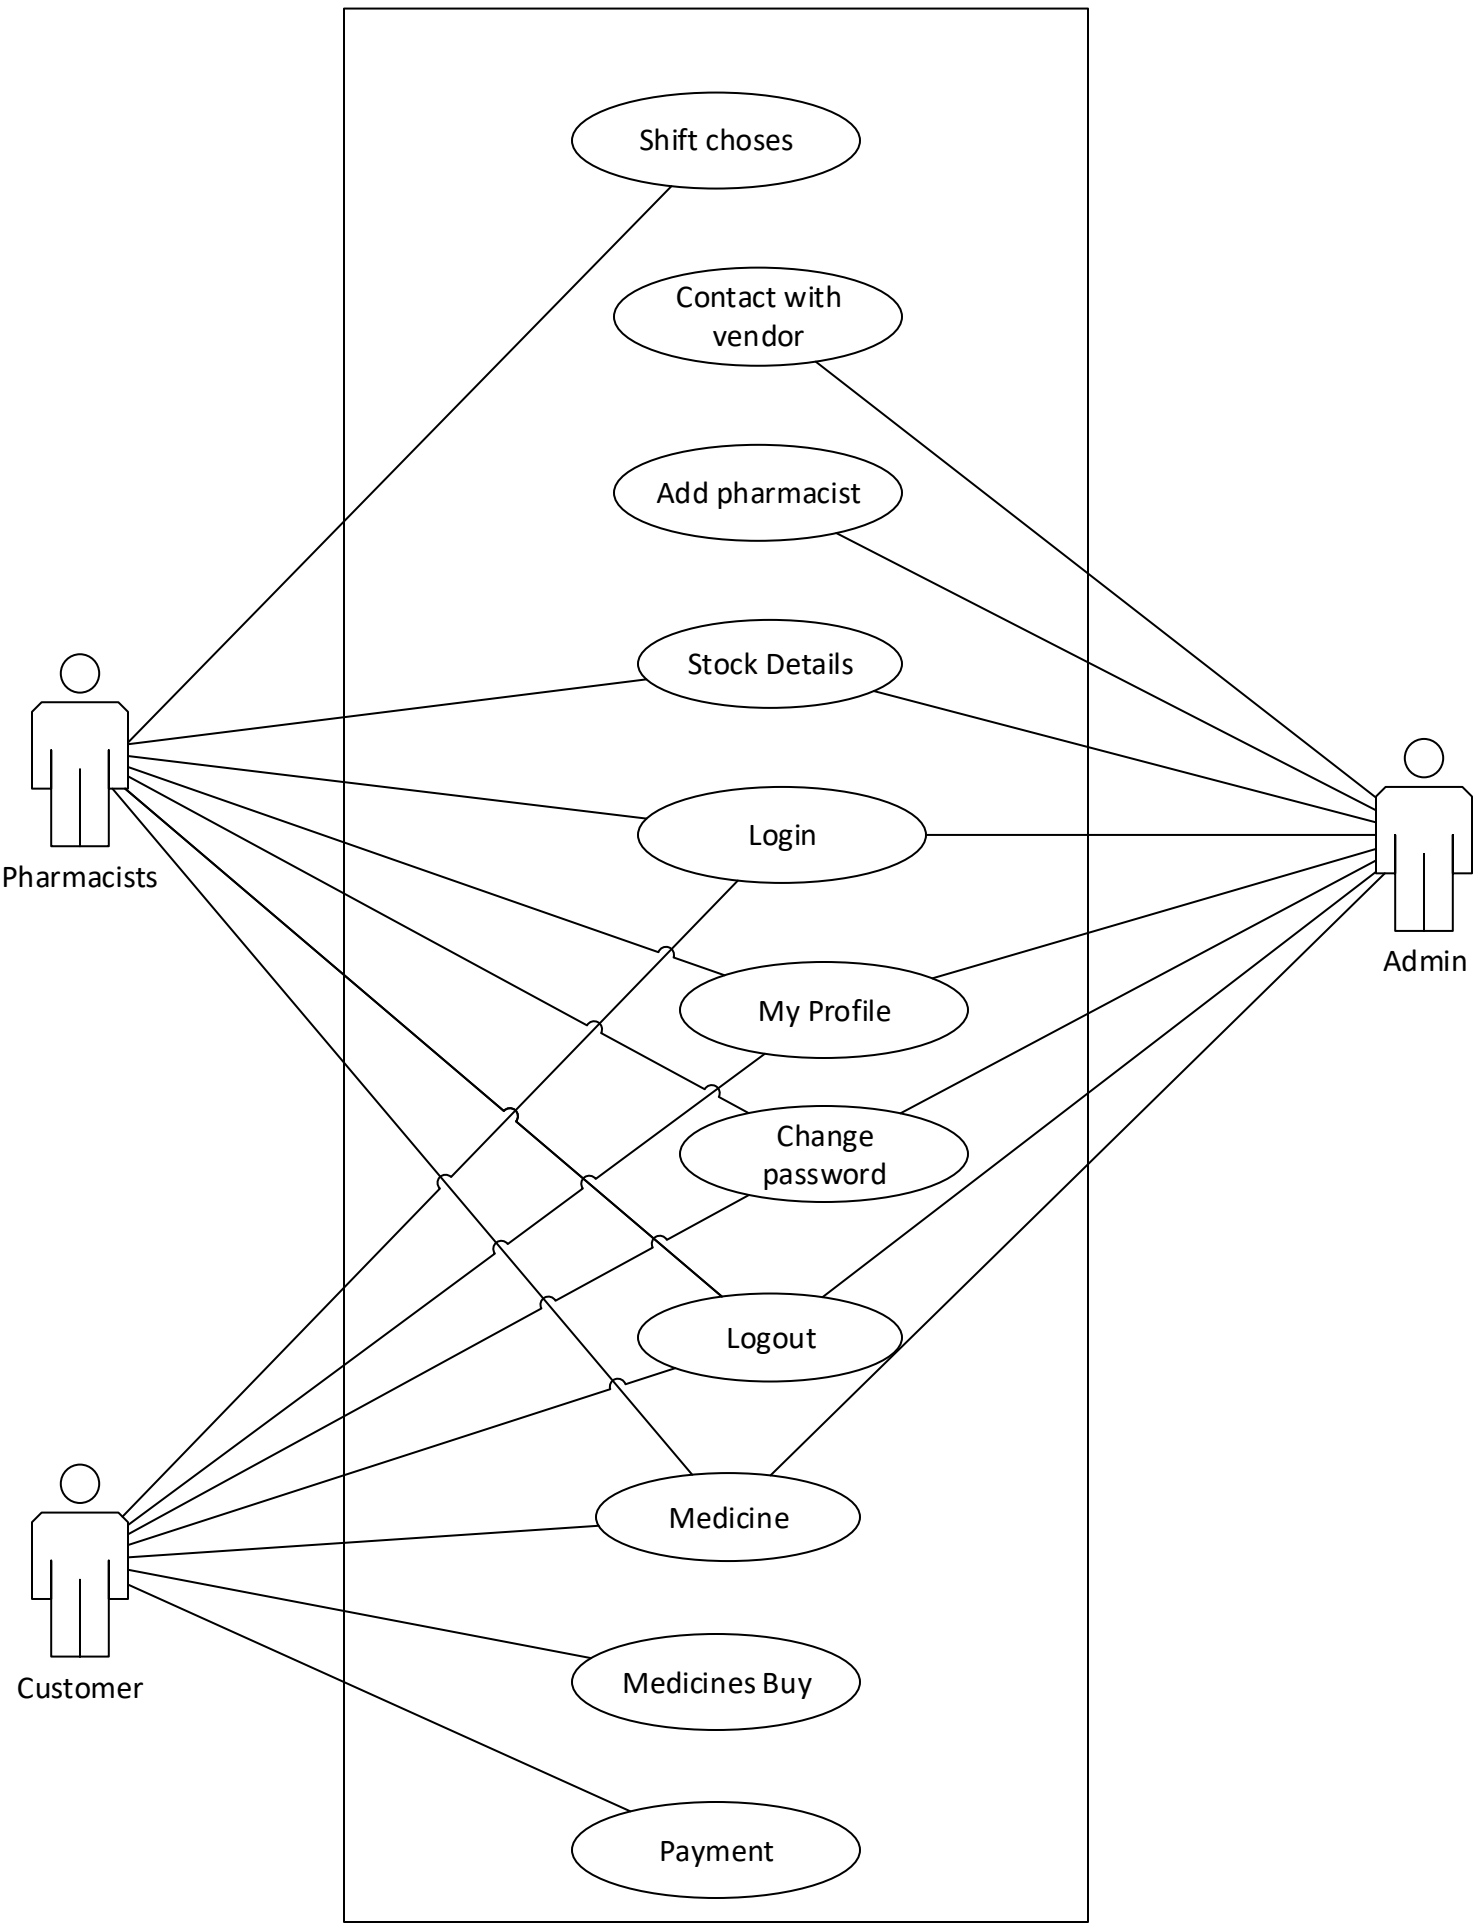 Shift choses
Contact with
vendor
Add pharmacist
Stock Details
Login
Pharmacists
Admin
My Profile
Change
password
Logout
Medicine
Medicines Buy
Customer
Payment